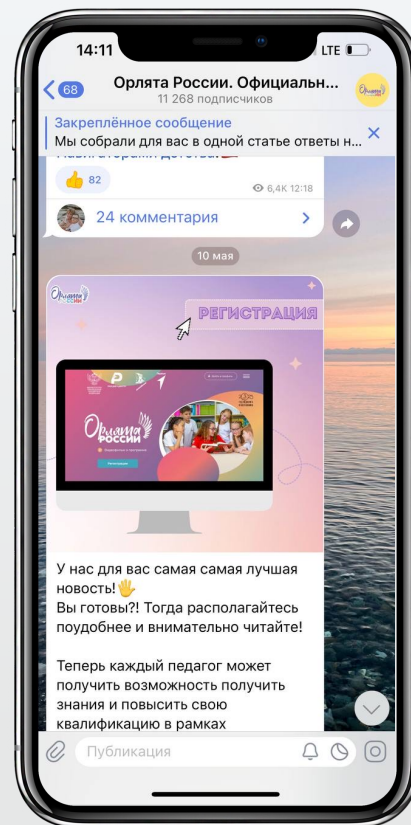 14:11
LTE
68
Орлята России. Официальн...
11 268 подписчиков
Закреплённое сообщение
Мы собрали для вас в одной статье ответы н...
82
6,4K 12:18
24 комментария
10 мая
Орлята
России
РЕГИСТРАЦИЯ
Орлята
РОССИИ
Регистрация
У нас для вас самая самая лучшая
новость!🖐
Вы готовы?! Тогда располагайтесь
поудобнее и внимательно читайте!
Теперь каждый педагог может
получить возможность получить
знания и повысить свою
квалификацию в рамках
Публикация